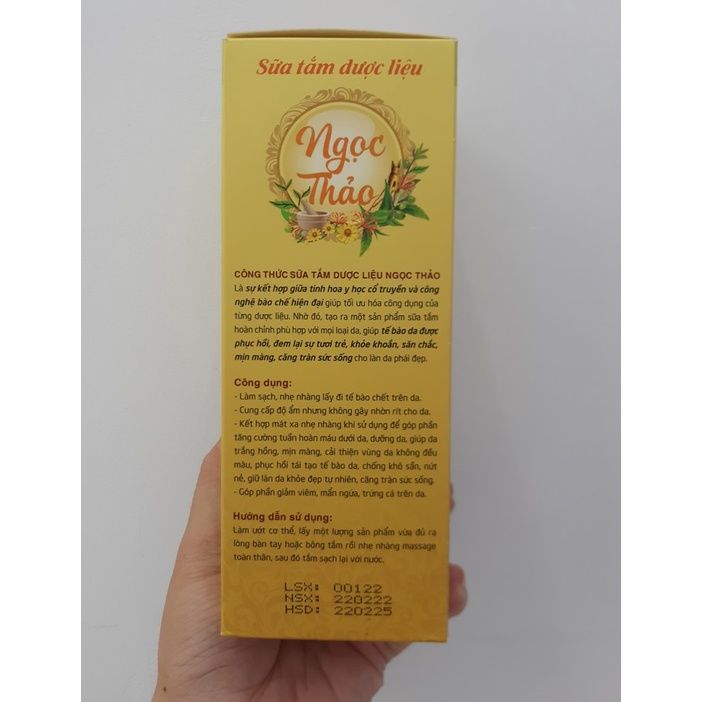 Sữa tắm dược liệu
Ngọc
Thảo
CÔNG THỨC SỮA TẮM DƯỢC LIỆU NGỌC THẢO
Là sự kết hợp giữa tinh hoa y học cổ truyền và công
nghệ bào chế hiện đại giúp tối ưu hóa công dụng của
từng dược liệu. Nhờ đó, tạo ra một sản phẩm sữa tắm
hoàn chỉnh phù hợp với mọi loại da, giúp tế bào da được
phục hồi, đem lại sự tươi trẻ, khỏe khoắn, săn chắc,
mịn màng, căng tràn sức sống cho làn da phái đẹp.
Công dụng:
- Làm sạch, nhẹ nhàng lấy đi tế bào chết trên da.
- Cung cấp độ ẩm nhưng không gây nhờn rít cho da.
- Kết hợp mát xa nhẹ nhàng khi sử dụng để góp phần
tăng cường tuần hoàn máu dưới da, dưỡng da, giúp da
trắng hồng, mịn màng, cải thiện vùng da không đều
màu, phục hồi tái tạo tế bào da, chống khô sần, nứt
nẻ, giữ làn da khỏe đẹp tự nhiên, căng tràn sức sống.
- Góp phần giảm viêm, mẩn ngứa, trứng cá trên da.
Hướng dẫn sử dụng:
Làm ướt cơ thể, lấy một lượng sản phẩm vừa đủ ra
lòng bàn tay hoặc bông tắm rồi nhẹ nhàng massage
toàn thân, sau đó tắm sạch lại với nước.
LSX: 00122
NSX: 220222
HSD: 220225